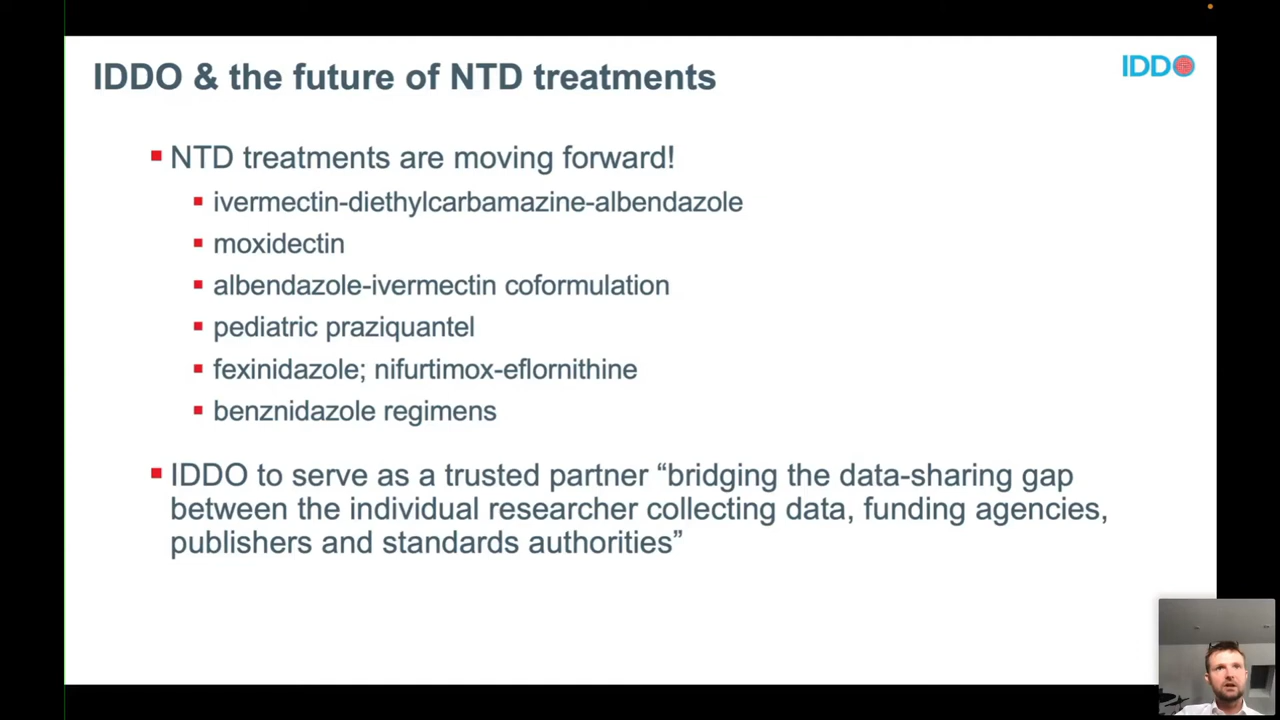 IDDO & the future of NTD treatments
IDDO
NTD treatments are moving forward!
ivermectin-diethylcarbamazine-albendazole
moxidectin
albendazole-ivermectin coformulation
pediatric praziquantel
fexinidazole; nifurtimox-eflornithine
benznidazole regimens
IDDO to serve as a trusted partner “bridging the data-sharing gap
between the individual researcher collecting data, funding agencies,
publishers and standards authorities”